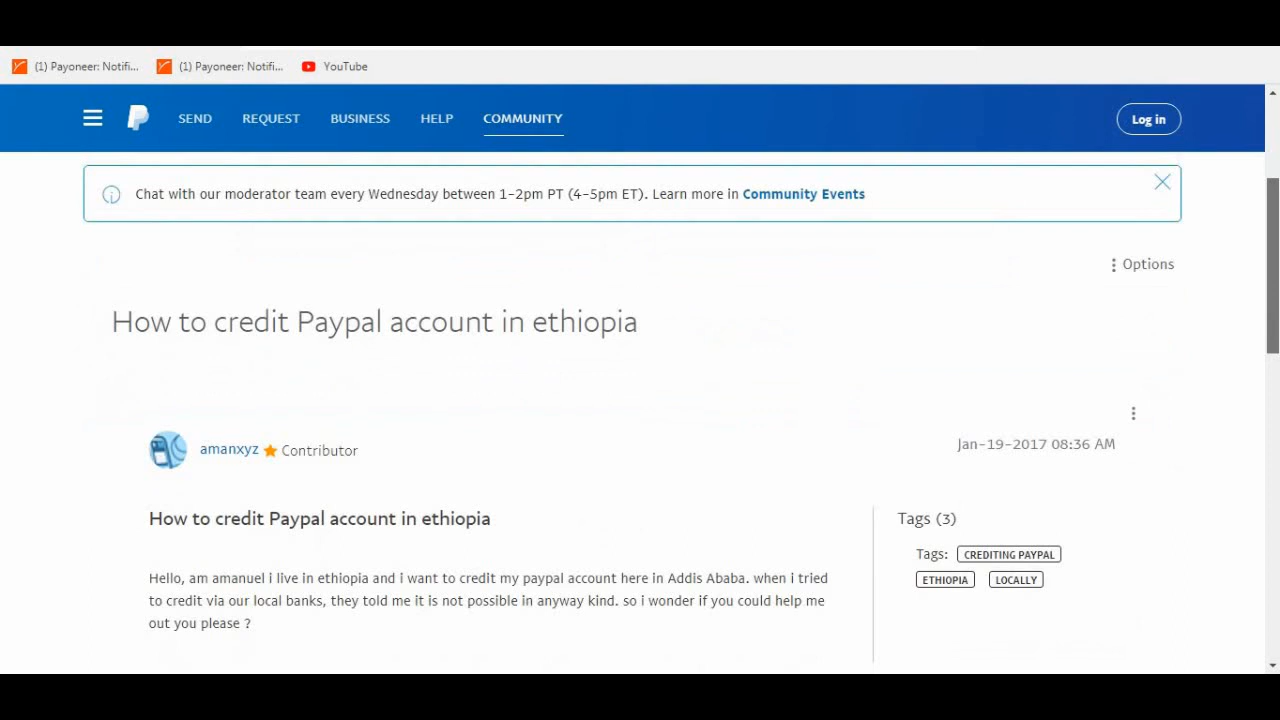 (1) Payoneer: Notifi... (1) Payoneer: Notifi... YouTube
SEND REQUEST BUSINESS HELP COMMUNITY Log in
Chat with our moderator team every Wednesday between 1-2pm PT (4-5pm ET). Learn more in Community Events
Options
How to credit Paypal account in ethiopia
amanxyz Contributor
Jan-19-2017 08:36 AM
How to credit Paypal account in ethiopia
Hello, am amanuel i live in ethiopia and i want to credit my paypal account here in Addis Ababa. when i tried
to credit via our local banks, they told me it is not possible in anyway kind. so i wonder if you could help me
out you please ?
Tags (3)
Tags: CREDITING PAYPAL
ETHIOPIA LOCALLY